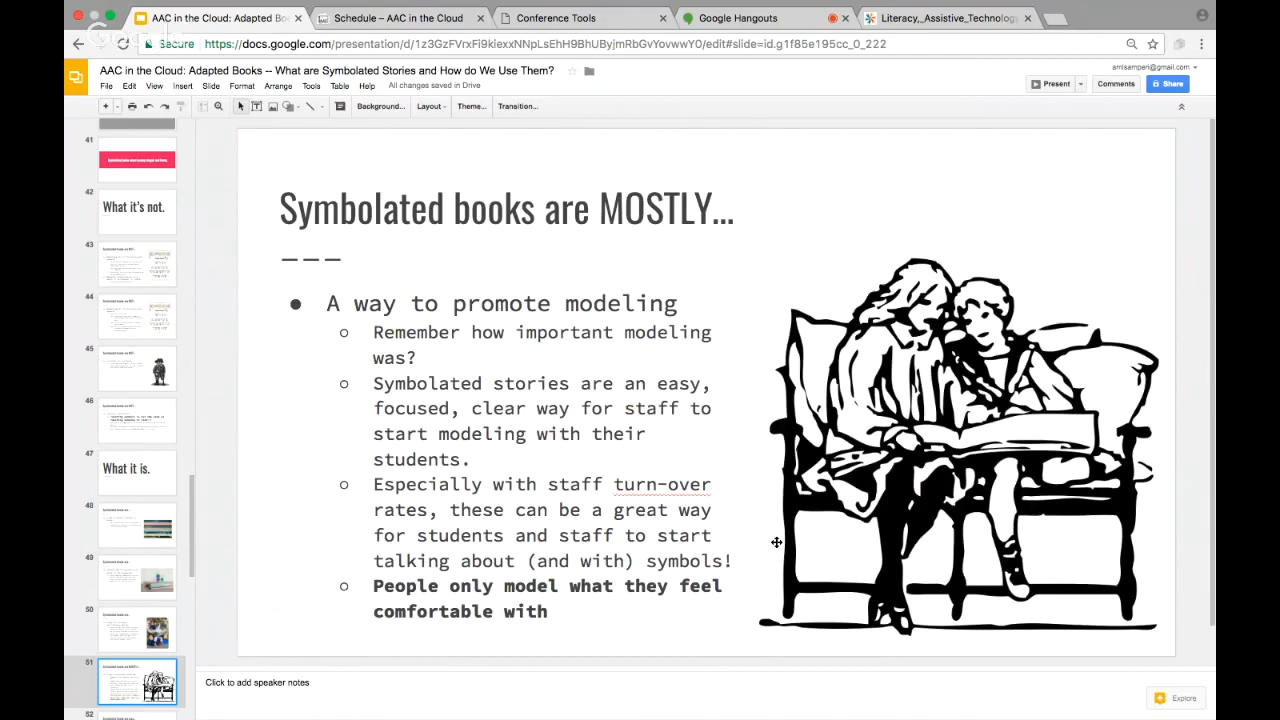 AAC in the Cloud: Adapted Bo
Schedule – AAC in the Cloud
Conference Tools
Google Hangouts
Literacy,_Assistive_Technology
Secure
https://docs.google.com/presentation/d/1z3GzFVrxFi9kiexxNNpLsEhH9BhUByjmRbGvYovwwY0/edit#slide=id.g1f85e195cc_0_222
AAC in the Cloud: Adapted Books -- What are Symbolated Stories and How do We Use Them?
amlsamperi@gmail.com
File Edit View Insert Slide Format Arrange Tools Table Help All changes saved in Drive
Present Comments Share
Background... Layout Theme... Transition...
41
42
What it's not.
43
44
45
46
47
What it is.
48
49
50
51
52
Symbolated books are MOSTLY...
---
● A way to promote modeling
○ Remember how important modeling
was?
○ Symbolated stories are an easy,
focused, clear way for staff to
start modeling with their
students.
○ Especially with staff turn-over
rates, these can be a great way
for students and staff to start
talking about (and with) symbols!
○ People only model what they feel
comfortable with
Click to add speaker notes
Explore